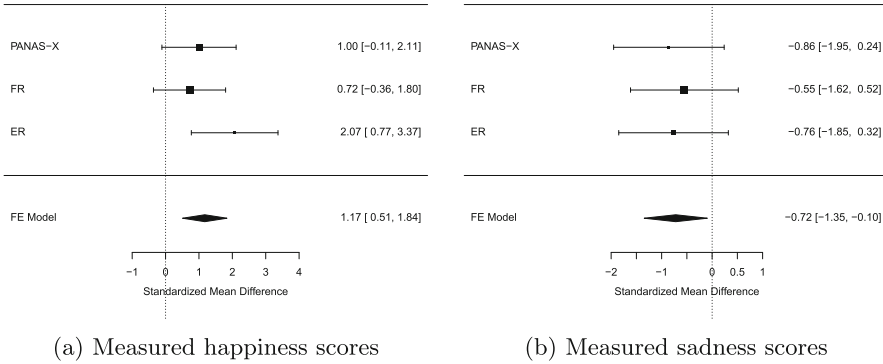 PANAS−X 1.00 [−0.11, 2.11]
FR 0.72 [−0.36, 1.80]
ER 2.07 [ 0.77, 3.37]
FE Model 1.17 [ 0.51, 1.84]
−1 0 1 2 3 4
Standardized Mean Difference
(a) Measured happiness scores
PANAS−X −0.86 [−1.95, 0.24]
FR −0.55 [−1.62, 0.52]
ER −0.76 [−1.85, 0.32]
FE Model −0.72 [−1.35, −0.10]
−2 −1 0 0.5 1
Standardized Mean Difference
(b) Measured sadness scores